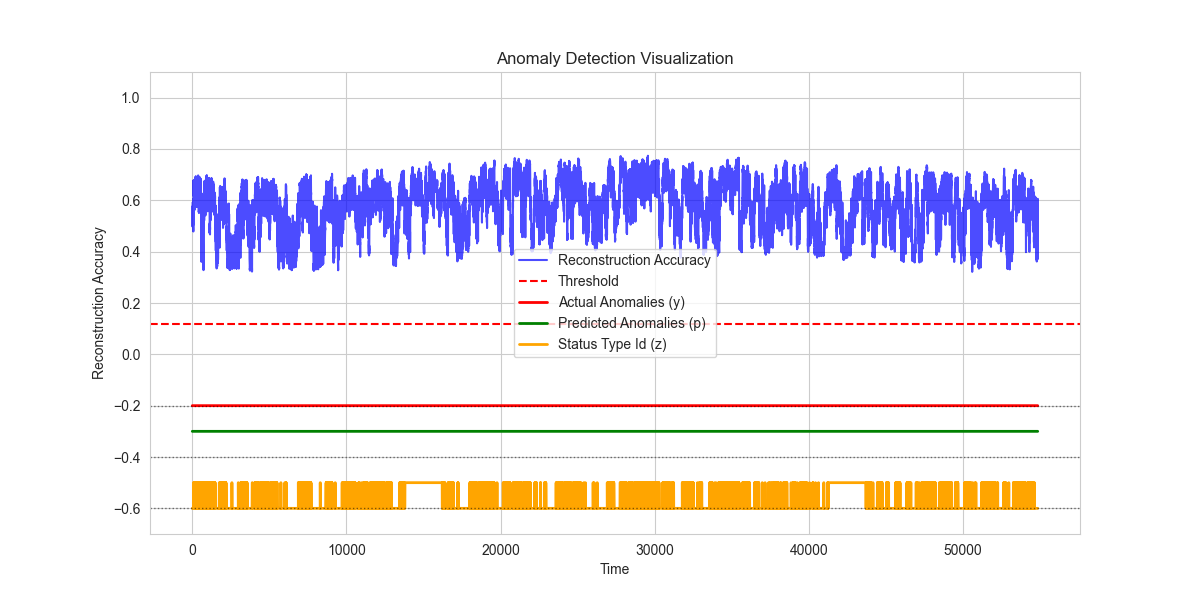 Anomaly Detection Visualization
1.0
0.8
0.6
0.4
0.2
0.0
−0.2
−0.4
−0.6
Reconstruction Accuracy
Reconstruction Accuracy
Threshold
Actual Anomalies (y)
Predicted Anomalies (p)
Status Type Id (z)
0 10000 20000 30000 40000 50000
Time